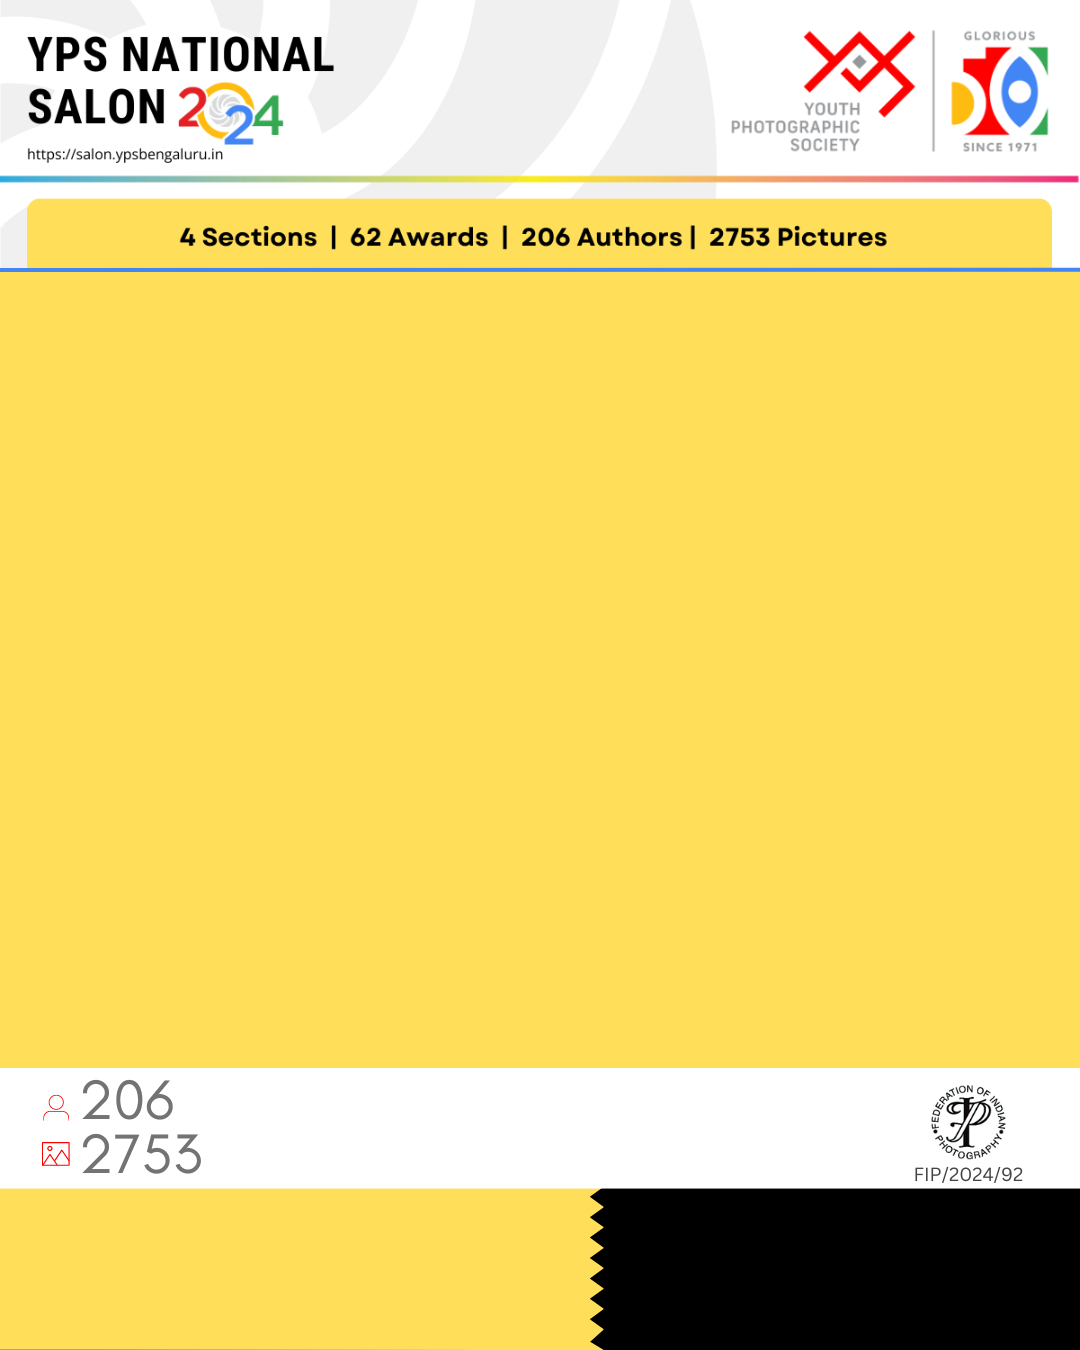 YPS NATIONAL
SALON 2024
https://salon.ypsbengaluru.in
YOUTH
PHOTOGRAPHIC
SOCIETY
GLORIOUS
50
SINCE 1971
4 Sections | 62 Awards | 206 Authors | 2753 Pictures
206
2753
FEDERATION OF INDIAN
PHOTOGRAPHY
FIP/2024/92